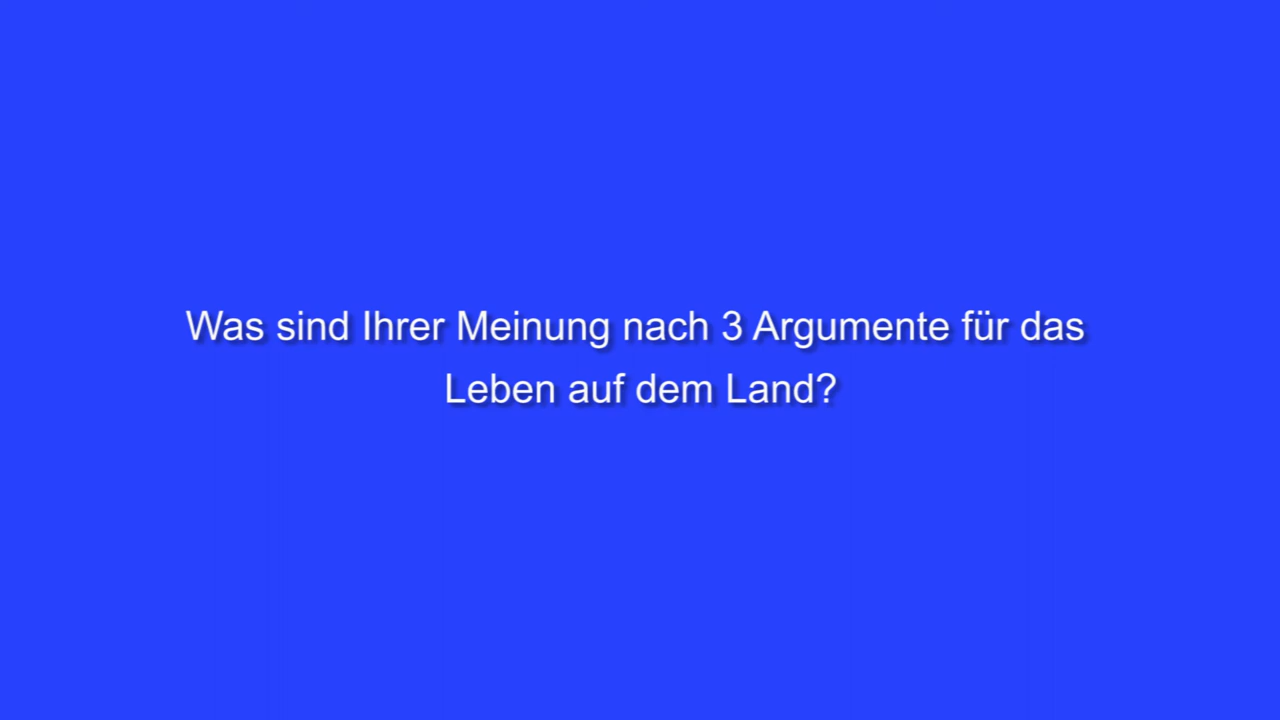 Was sind Ihrer Meinung nach 3 Argumente für das
Leben auf dem Land?